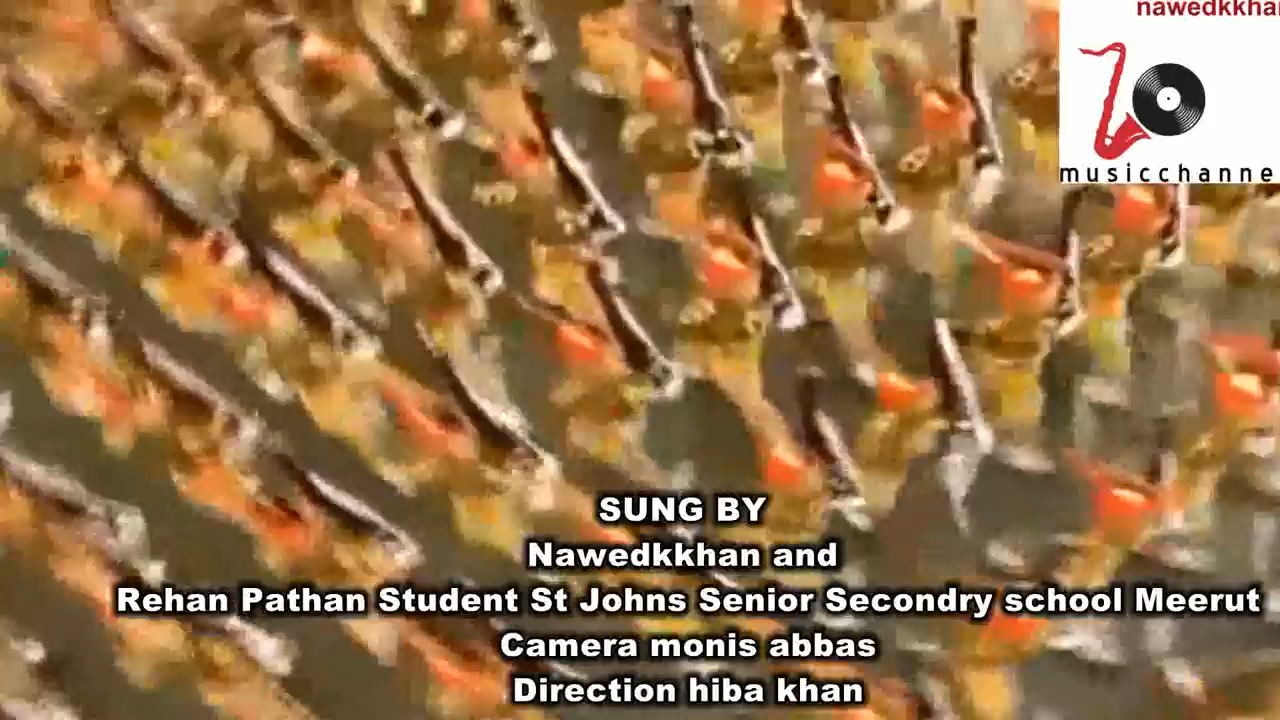 nawedkkhan
musicchanne
SUNG BY
Nawedkkhan and
Rehan Pathan Student St Johns Senior Secondry school Meerut
Camera monis abbas
Direction hiba khan